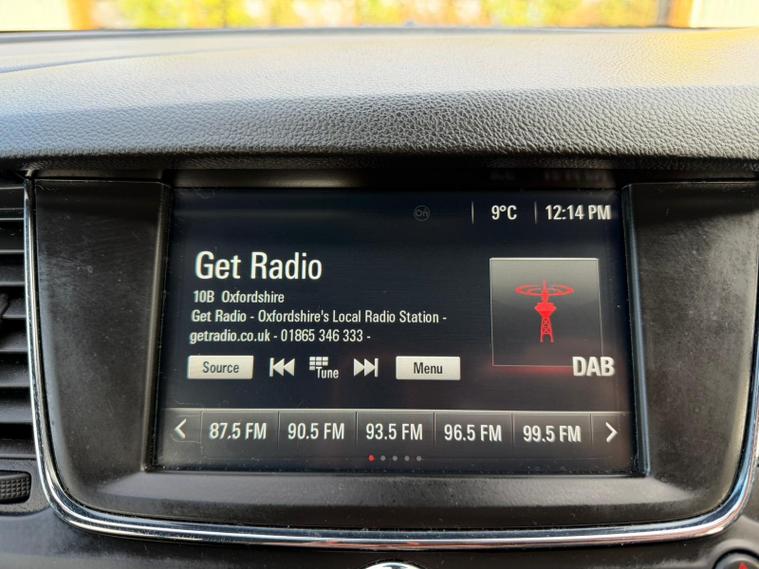 9°C 12:14 PM
Get Radio
10B Oxfordshire
Get Radio - Oxfordshire's Local Radio Station -
getradio.co.uk - 01865 346 333 -
Source Tune Menu
DAB
87.5 FM 90.5 FM 93.5 FM 96.5 FM 99.5 FM